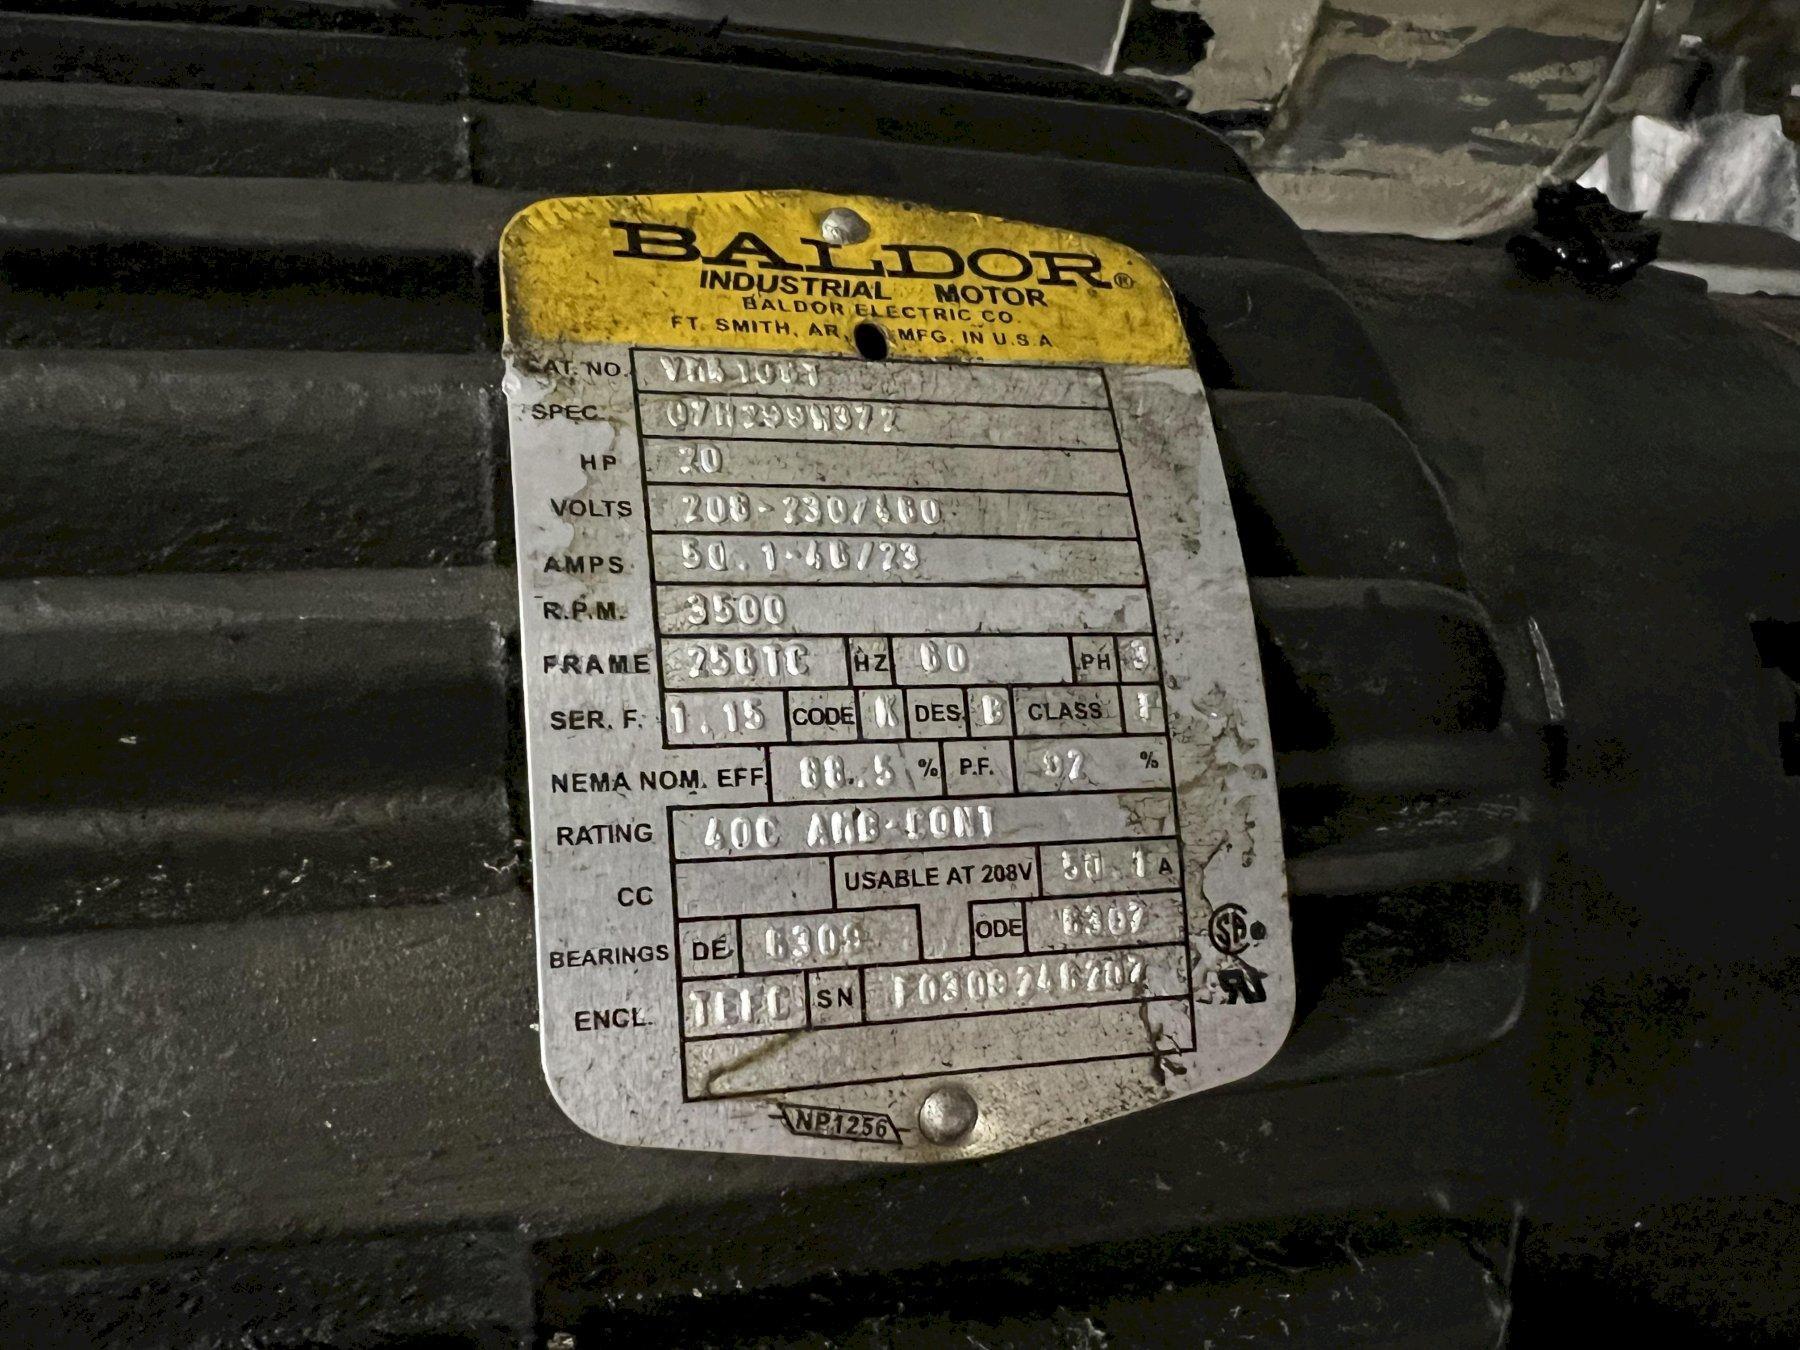 BALDOR®
INDUSTRIAL MOTOR
BALDOR ELECTRIC CO.
FT. SMITH, AR. MFG. IN U.S.A
CAT. NO.
SPEC.
HP 20
VOLTS 208-230/460
AMPS 50.1-46/23
R.P.M. 3500
FRAME 256TC HZ 60 PH 3
SER. F. 1.15 CODE K DES. B CLASS F
NEMA NOM. EFF. 88.5 % P.F. 92 %
RATING 40C AMB-CONT
CC USABLE AT 208V 50.1 A
BEARINGS DE 6309 ODE 6307
ENCL. TEFC SN F0309246202
NP1256